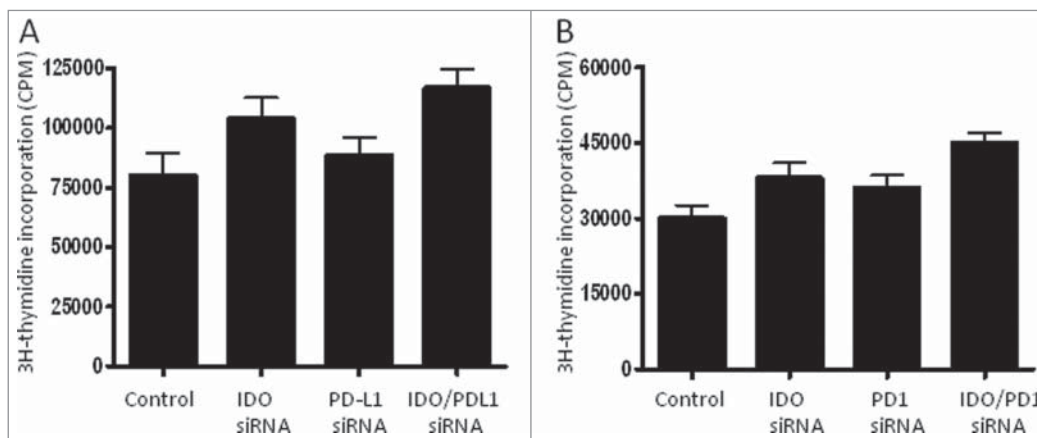 A
3H-thymidine incorporation (CPM)
125000
100000
75000
50000
25000
0
Control
IDO
siRNA
PD-L1
siRNA
IDO/PDL1
siRNA
B
3H-thymidine incorporation (CPM)
60000
45000
30000
15000
0
Control
IDO
siRNA
PD1
siRNA
IDO/PD1
siRNA